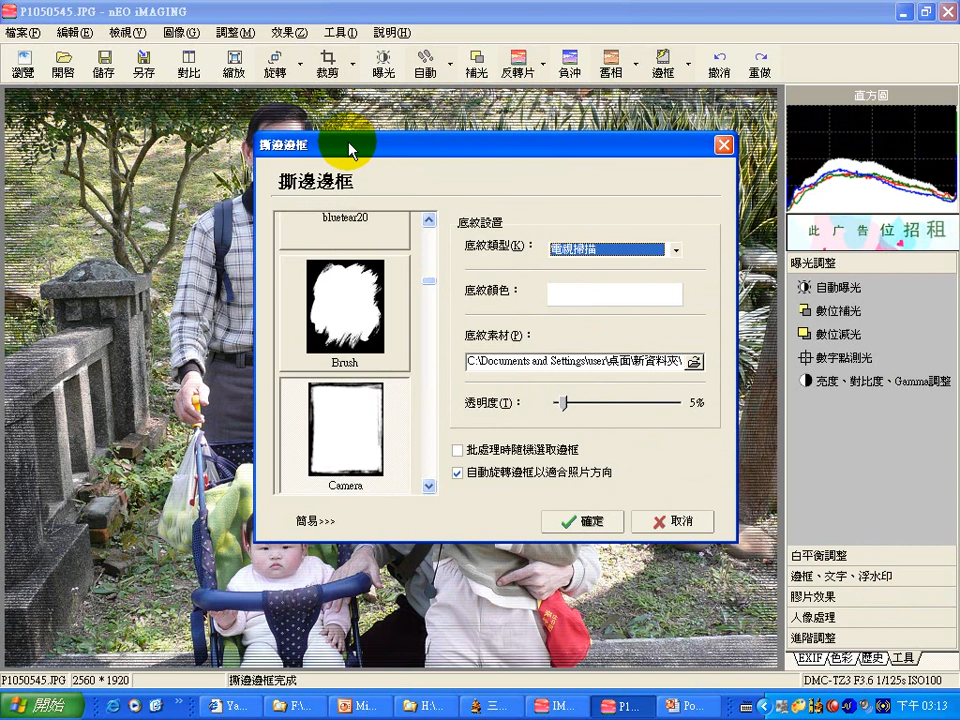 P1050545.JPG - nEO iMAGING
檔案(F) 編輯(E) 檢視(V) 圖像(G) 調整(M) 效果(Z) 工具(I) 說明(H)
瀏覽 開啓 儲存 另存 對比 縮放 旋轉 裁剪 曝光 自動 補光 反轉片 負沖 舊相 邊框 撤消 重做
直方圖
此广告位招租
曝光調整
自動曝光
數位補光
數位減光
數字點測光
亮度、對比度、Gamma調整
白平衡調整
邊框、文字、浮水印
膠片效果
人像處理
進階調整
EXIF 色彩 歷史 工具
撕邊邊框
撕邊邊框
bluetear20
Brush
Camera
底紋設置
底紋類型(K)：
電視掃描
底紋顏色：
底紋素材(P)：
C:\Documents and Settings\user\桌面\新資料夾\
透明度(T)：
5%
批處理時隨機選取邊框
自動旋轉邊框以適合照片方向
簡易>>>
確定
取消
P1050545.JPG 2560 * 1920 撕邊邊框完成 DMC-TZ3 F3.6 1/125s ISO100
開始 Ya... F:\... Mi... H:\... 三... IM... P1... Po... 下午 03:13